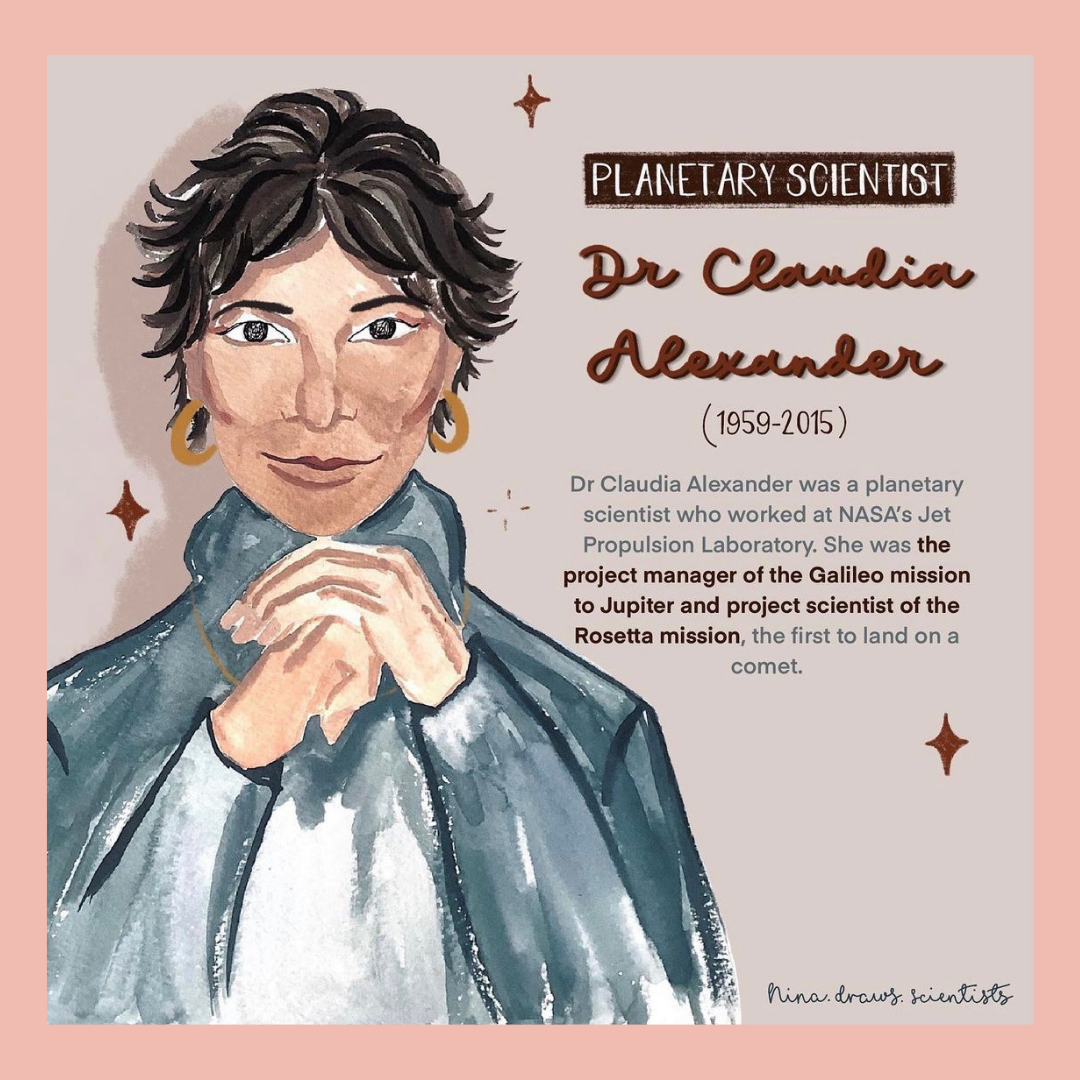 PLANETARY SCIENTIST
Dr Claudia
Alexander
(1959-2015)
Dr Claudia Alexander was a planetary
scientist who worked at NASA's Jet
Propulsion Laboratory. She was the
project manager of the Galileo mission
to Jupiter and project scientist of the
Rosetta mission, the first to land on a
comet.
Nina.draws.scientists